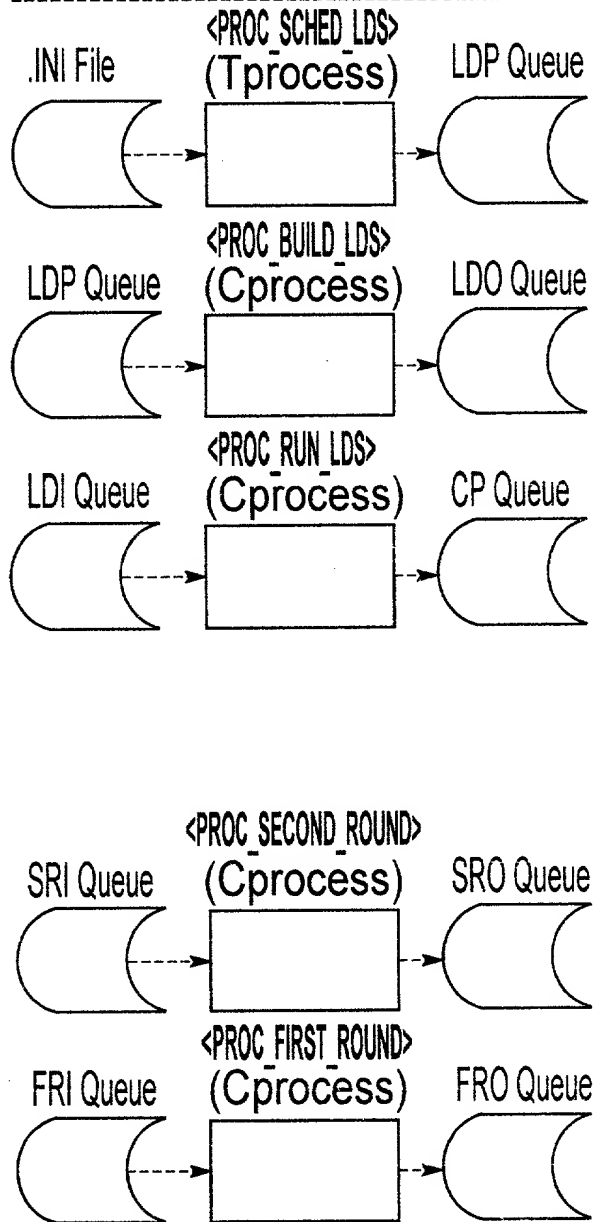 <PROC_SCHED_LDS>
.INI File (Tprocess) LDP Queue
<PROC_BUILD_LDS>
LDP Queue (Cprocess) LDO Queue
<PROC_RUN_LDS>
LDI Queue (Cprocess) CP Queue
<PROC_SECOND_ROUND>
SRI Queue (Cprocess) SRO Queue
<PROC_FIRST_ROUND>
FRI Queue (Cprocess) FRO Queue